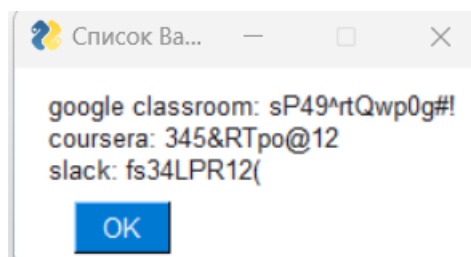 Список Ва...
google classroom: sP49^rtQwp0g#!
coursera: 345&RTpo@12
slack: fs34LPR12(
OK